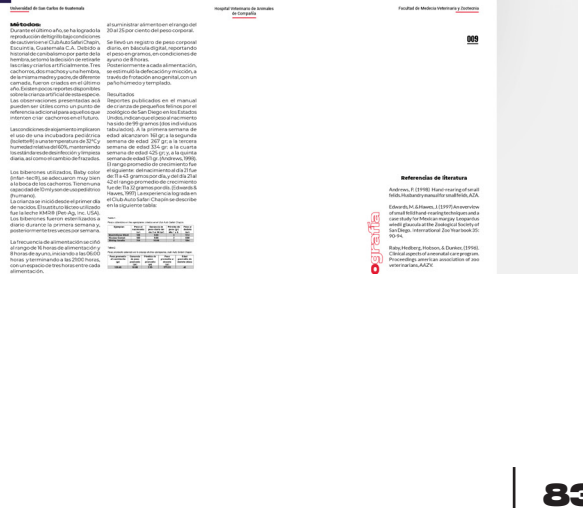 Universidad de San Carlos de Guatemala
Hospital Veterinario de Animales
de Compañía
Facultad de Medicina Veterinaria y Zootecnia
009
Métodos:
Durante el último año, se ha logrado la
reproducción de tigrillo bajo condiciones
de cautiverio en el Club Auto Safari Chapín,
Escuintla, Guatemala C.A. Debido a
historial de canibalismo por parte de la
hembra, se tomó la decisión de retirarle
las crías y criarlos artificialmente. Tres
cachorros, dos machos y una hembra,
de la misma madre y padre, de diferente
camada, fueron criados en el último
año. Existen pocos reportes disponibles
sobre la crianza artificial de esta especie.
Las observaciones presentadas acá
pueden ser útiles como un punto de
referencia adicional para aquellos que
intenten criar cachorros en el futuro.
Las condiciones de alojamiento implicaron
el uso de una incubadora pediátrica
(Isolette®) a una temperatura de 32°C y
humedad relativa del 60%, manteniendo
los estándares de desinfección y limpieza
diaria, así como el cambio de frazadas.
Los biberones utilizados, Baby color
(Infan-tec®), se adecuaron muy bien
a la boca de los cachorros. Tienen una
capacidad de 10 ml y son de uso pediátrico
(humano).
La crianza se inició desde el primer día
de nacidos. El sustituto lácteo utilizado
fue la leche KMR® (Pet-Ag, Inc. USA).
Los biberones fueron esterilizados a
diario durante la primera semana y,
posteriormente tres veces por semana.
La frecuencia de alimentación se ciñó
al rango de 16 horas de alimentación y
8 horas de ayuno, iniciando a las 06:00
horas y terminando a las 21:00 horas,
con un espacio de tres horas entre cada
alimentación.
al suministrar alimento en el rango del
20 al 25 por ciento del peso corporal.
Se llevó un registro de peso corporal
diario, en báscula digital, reportando
el peso en gramos, en condiciones de
ayuno de 8 horas.
Posteriormente a cada alimentación,
se estimuló la defecación y micción, a
través de frotación ano genital, con un
paño húmedo y templado.
Resultados
Reportes publicados en el manual
de crianza de pequeños felinos por el
zoológico de San Diego en los Estados
Unidos, indican que el peso al nacimiento
ha sido de 99 gramos (dos individuos
tabulados). A la primera semana de
edad alcanzaron 161 gr; a la segunda
semana de edad 267 gr; a la tercera
semana de edad 334 gr; a la cuarta
semana de edad 425 gr; y, a la quinta
semana de edad 571 gr. (Andrews, 1998).
El rango promedio de crecimiento fue
el siguiente: del nacimiento al día 21 fue
de 11 a 43 gramos por día, y del día 21 al
42 el rango promedio de crecimiento
fue de 11 a 32 gramos por día. (Edwards &
Hawes, 1997) La experiencia lograda en
el Club Auto Safari Chapín se describe
en la siguiente tabla:
ografía
Referencias de literatura
Andrews, P. (1998). Hand-rearing of small
felids. Husbandry manual for small felids, AZA.
Edwards, M. & Hawes, J. (1997) An overview
of small felid hand-rearing techniques and a
case study for Mexican margay Leopardus
wiedii glaucula at the Zoological Society of
San Diego. International Zoo Yearbook 35:
90-94.
Raby, Hedberg, Hobson, & Dunker, (1996).
Clinical aspects of a neonatal care program.
Proceedings american association of zoo
veterinarians, AAZV.
83